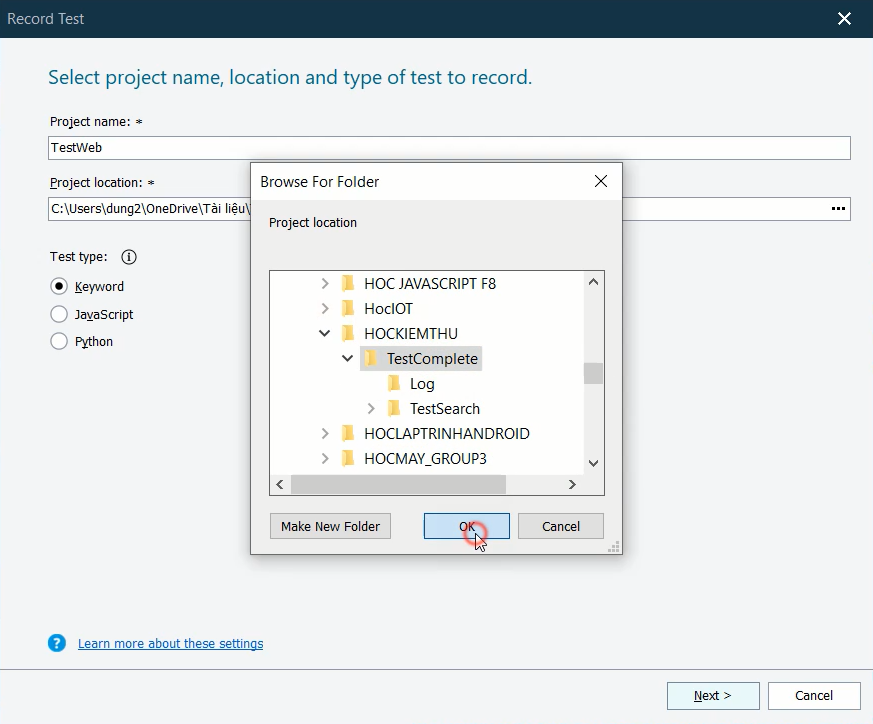 Record Test
Select project name, location and type of test to record.
Project name: *
TestWeb
Project location: *
C:\Users\dung2\OneDrive\Tài liệu\
Test type:
Keyword
JavaScript
Python
Browse For Folder
Project location
HOC JAVASCRIPT F8
HocIOT
HOCKIEMTHU
TestComplete
Log
TestSearch
HOCLAPTRINHANDROID
HOCMAY_GROUP3
Make New Folder
OK
Cancel
? Learn more about these settings
Next >
Cancel